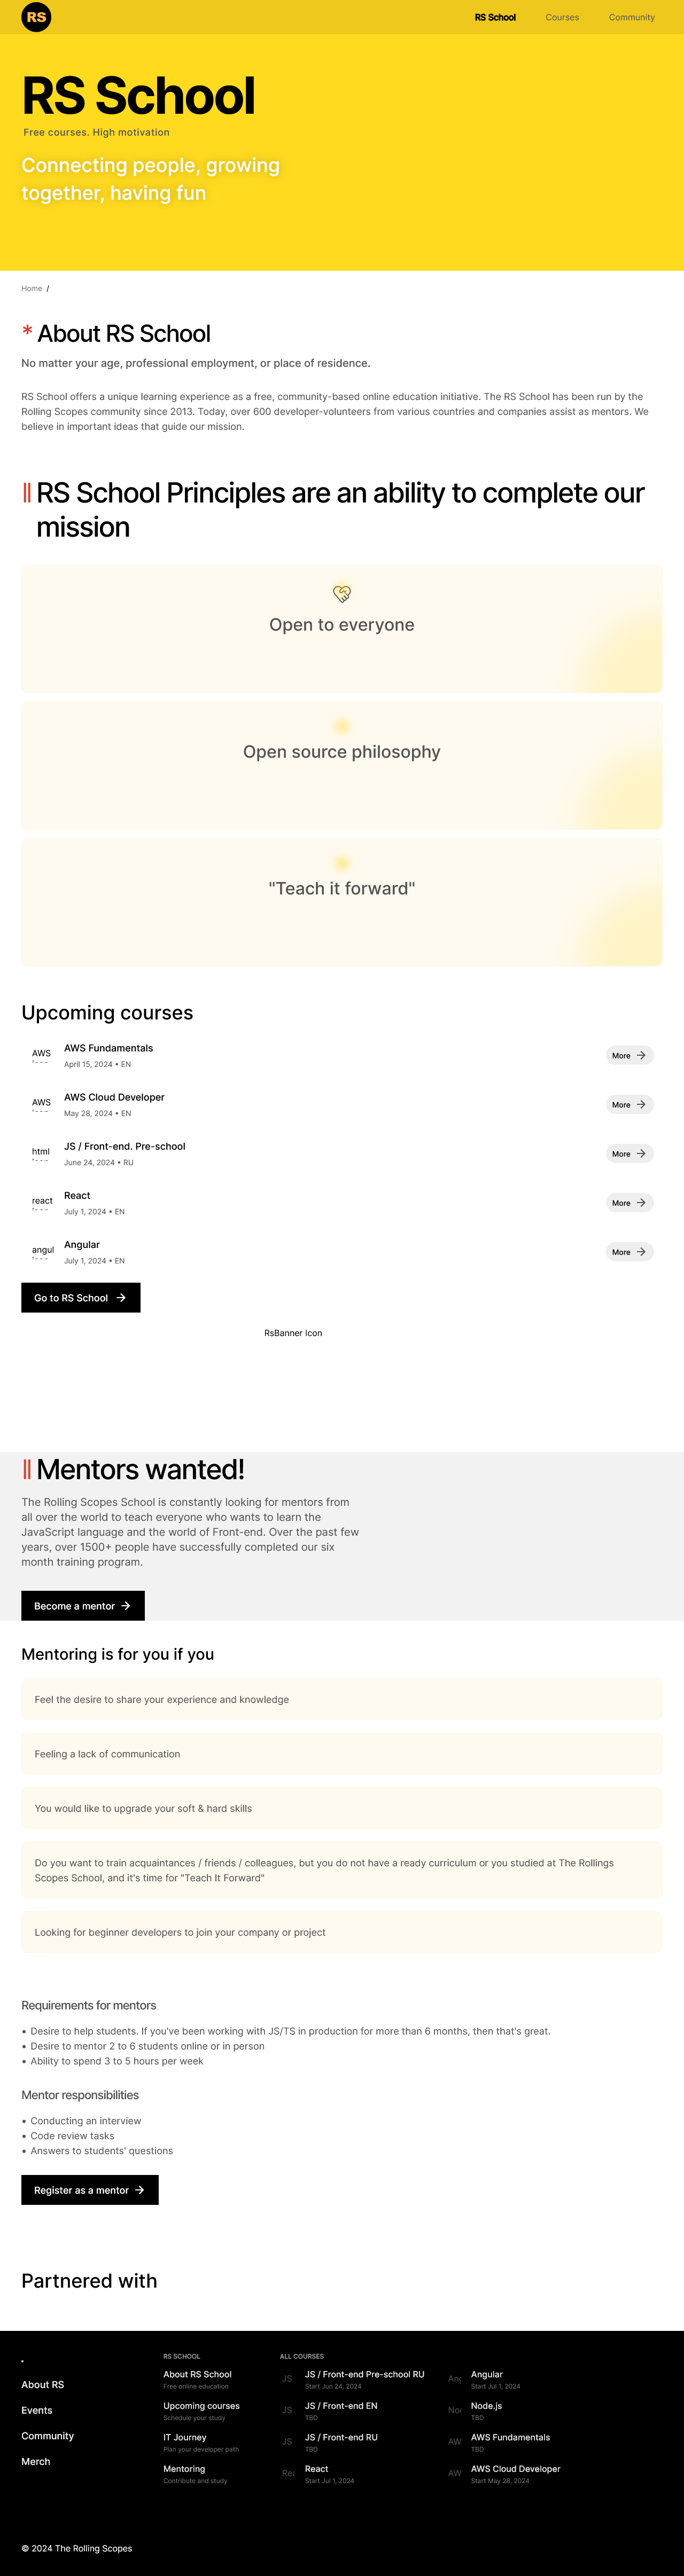 RS
RS School
Courses
Community
RS School
Free courses. High motivation
Connecting people, growing
together, having fun
Home /
* About RS School
No matter your age, professional employment, or place of residence.
RS School offers a unique learning experience as a free, community-based online education initiative. The RS School has been run by the
Rolling Scopes community since 2013. Today, over 600 developer-volunteers from various countries and companies assist as mentors. We
believe in important ideas that guide our mission.
RS School Principles are an ability to complete our
mission
Open to everyone
Open source philosophy
"Teach it forward"
Upcoming courses
AWS
AWS Fundamentals
April 15, 2024 • EN
More
AWS
AWS Cloud Developer
May 28, 2024 • EN
More
html
JS / Front-end. Pre-school
June 24, 2024 • RU
More
react
React
July 1, 2024 • EN
More
angul
Angular
July 1, 2024 • EN
More
Go to RS School
RsBanner Icon
Mentors wanted!
The Rolling Scopes School is constantly looking for mentors from
all over the world to teach everyone who wants to learn the
JavaScript language and the world of Front-end. Over the past few
years, over 1500+ people have successfully completed our six
month training program.
Become a mentor
Mentoring is for you if you
Feel the desire to share your experience and knowledge
Feeling a lack of communication
You would like to upgrade your soft & hard skills
Do you want to train acquaintances / friends / colleagues, but you do not have a ready curriculum or you studied at The Rollings
Scopes School, and it's time for "Teach It Forward"
Looking for beginner developers to join your company or project
Requirements for mentors
• Desire to help students. If you've been working with JS/TS in production for more than 6 months, then that's great.
• Desire to mentor 2 to 6 students online or in person
• Ability to spend 3 to 5 hours per week
Mentor responsibilities
• Conducting an interview
• Code review tasks
• Answers to students' questions
Register as a mentor
Partnered with
About RS
Events
Community
Merch
RS SCHOOL
About RS School
Free online education
Upcoming courses
Schedule your study
IT Journey
Plan your developer path
Mentoring
Contribute and study
ALL COURSES
JS
JS / Front-end Pre-school RU
Start Jun 24, 2024
JS
JS / Front-end EN
TBD
JS
JS / Front-end RU
TBD
React
Start Jul 1, 2024
Angular
Start Jul 1, 2024
Node.js
TBD
AW
AWS Fundamentals
TBD
AW
AWS Cloud Developer
Start May 28, 2024
© 2024 The Rolling Scopes